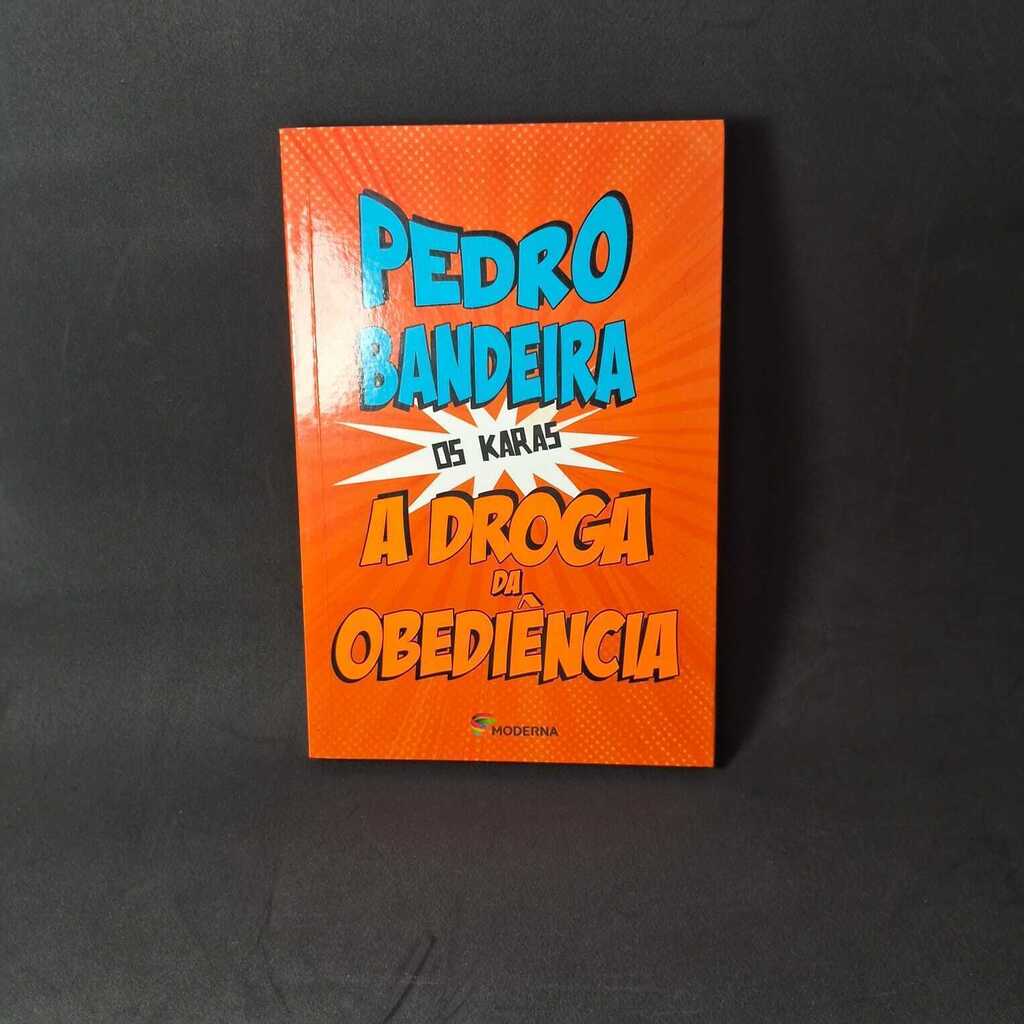 PEDRO
BANDEIRA
OS KARAS
A DROGA
DA
OBEDIÊNCIA
MODERNA